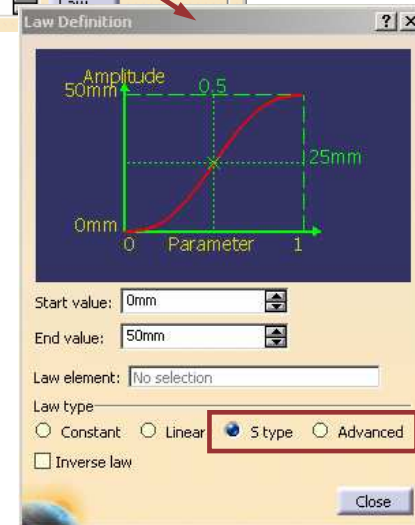 Law
Law Definition ? ×
Amplitude
50mm 0,5
25mm
0mm
0 Parameter 1
Start value: 0mm
End value: 50mm
Law element: No selection
Law type
Constant Linear S type Advanced
Inverse law
Close